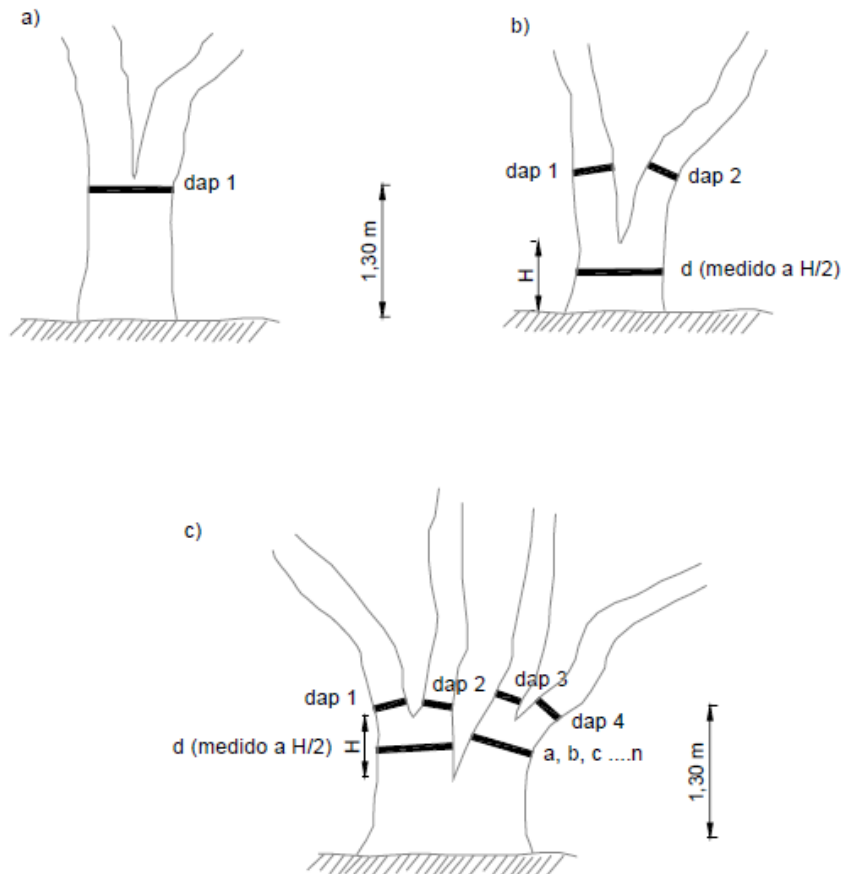 a)
dap 1
1,30 m
b)
dap 1
dap 2
H
d (medido a H/2)
c)
dap 1
dap 2
dap 3
dap 4
d (medido a H/2)
H
a, b, c ....n
1,30 m